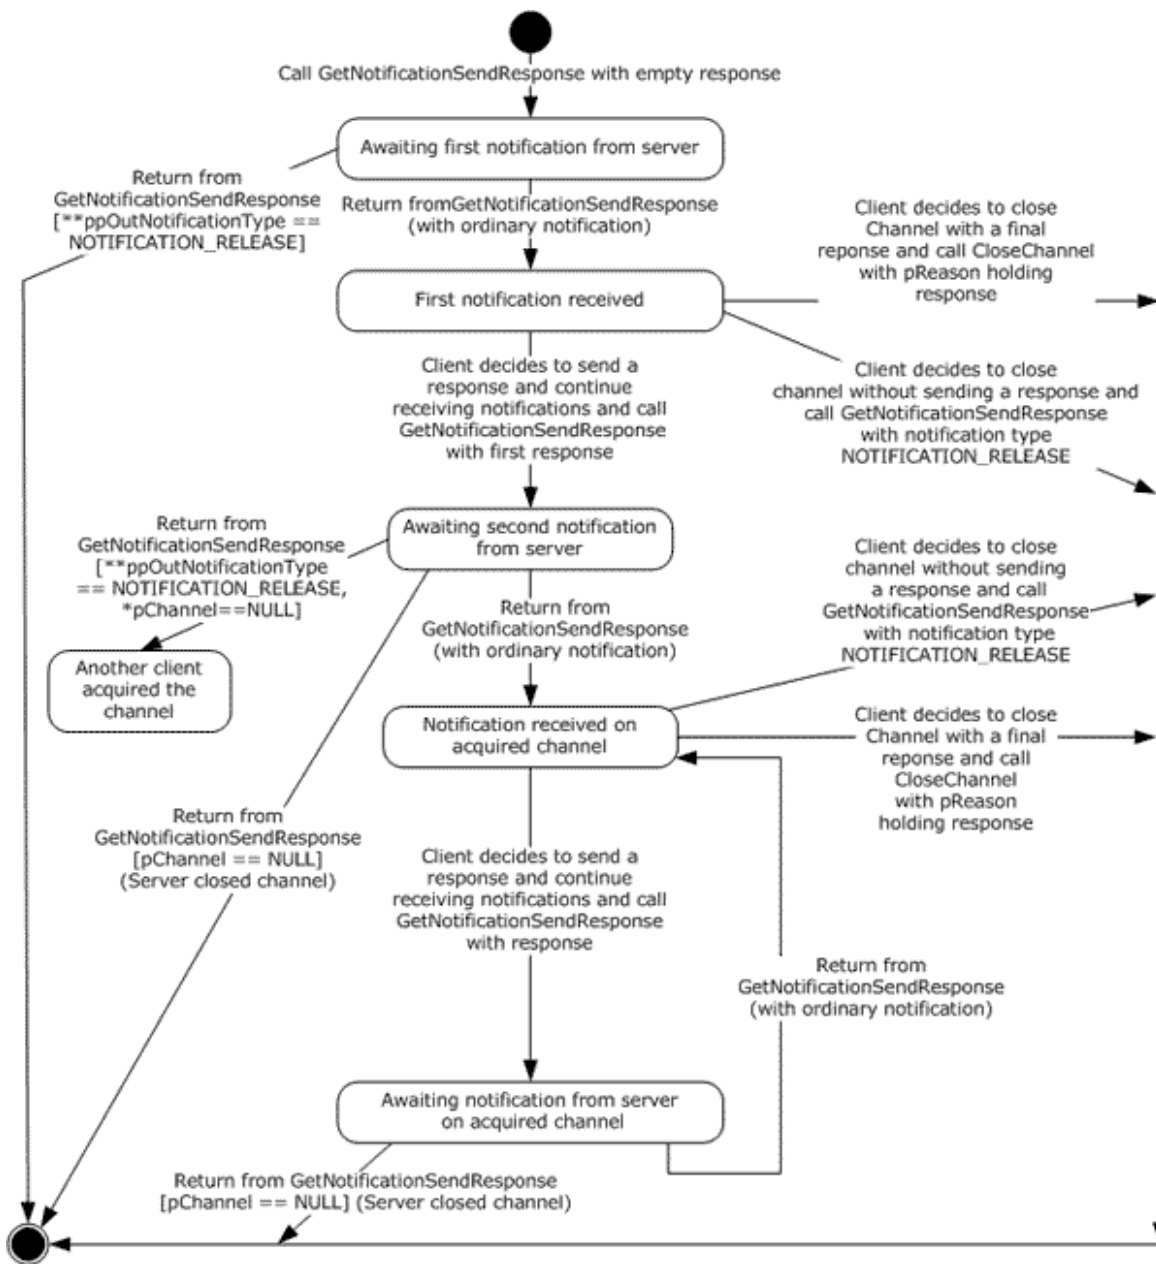 Call GetNotificationSendResponse with empty response
Awaiting first notification from server
Return from
GetNotificationSendResponse
[**ppOutNotificationType ==
NOTIFICATION_RELEASE]
Return fromGetNotificationSendResponse
(with ordinary notification)
Client decides to close
Channel with a final
reponse and call CloseChannel
with pReason holding
response
First notification received
Client decides to send a
response and continue
receiving notifications and call
GetNotificationSendResponse
with first response
Client decides to close
channel without sending a response and
call GetNotificationSendResponse
with notification type
NOTIFICATION_RELEASE
Awaiting second notification
from server
Return from
GetNotificationSendResponse
[**ppOutNotificationType
== NOTIFICATION_RELEASE,
*pChannel==NULL]
Client decides to close
channel without sending
a response and call
GetNotificationSendResponse
with notification type
NOTIFICATION_RELEASE
Return from
GetNotificationSendResponse
(with ordinary notification)
Another client
acquired the
channel
Notification received on
acquired channel
Client decides to close
Channel with a final
reponse and call
CloseChannel
with pReason
holding response
Return from
GetNotificationSendResponse
[pChannel == NULL]
(Server closed channel)
Client decides to send a
response and continue
receiving notifications and call
GetNotificationSendResponse
with response
Return from
GetNotificationSendResponse
(with ordinary notification)
Awaiting notification from server
on acquired channel
Return from GetNotificationSendResponse
[pChannel == NULL] (Server closed channel)